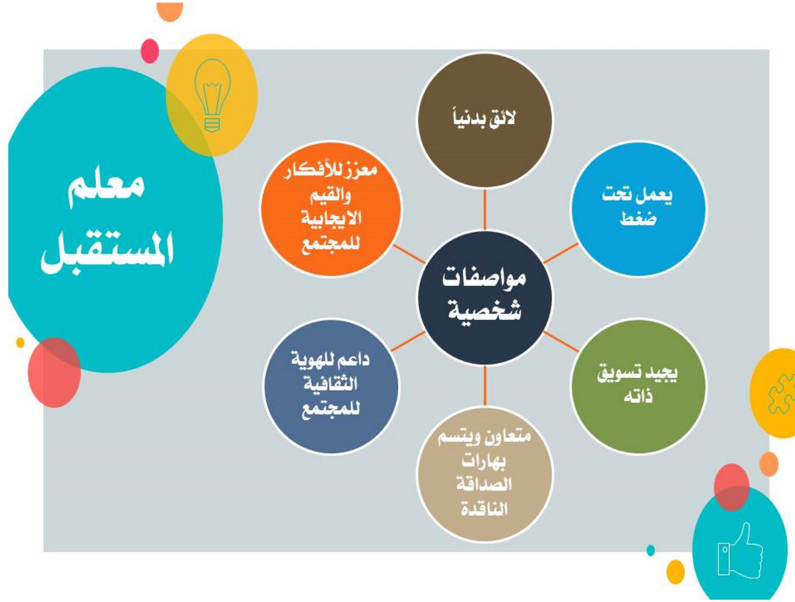 معلم
المستقبل
مواصفات
شخصية
لائق بدنياً
يعمل تحت
ضغط
يجيد تسويق
ذاته
متعاون ويتسم
بهارات
الصداقة
الناقدة
داعم للهوية
الثقافية
للمجتمع
معزز للأفكار
والقيم
الايجابية
للمجتمع